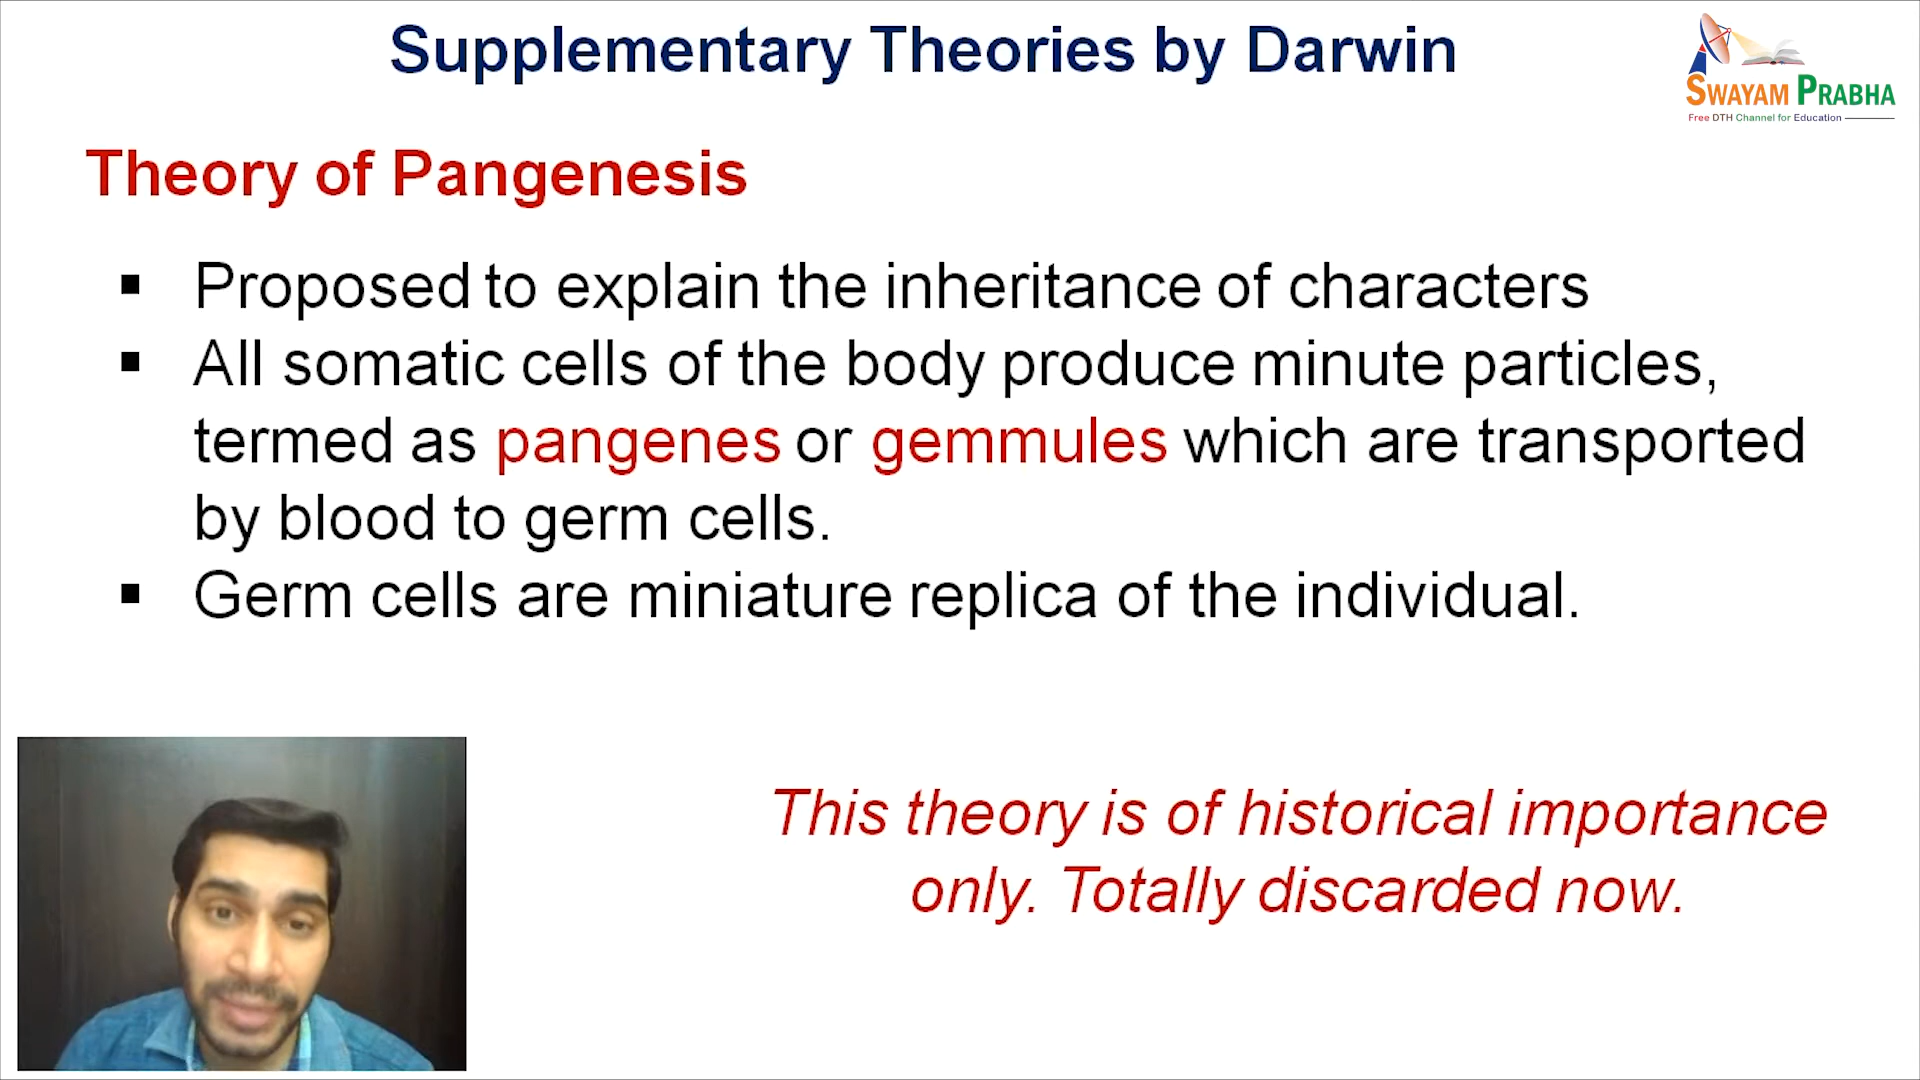 Supplementary Theories by Darwin
SWAYAM PRABHA
Free DTH Channel for Education
Theory of Pangenesis
▪ Proposed to explain the inheritance of characters
▪ All somatic cells of the body produce minute particles,
termed as pangenes or gemmules which are transported
by blood to germ cells.
▪ Germ cells are miniature replica of the individual.
This theory is of historical importance
only. Totally discarded now.